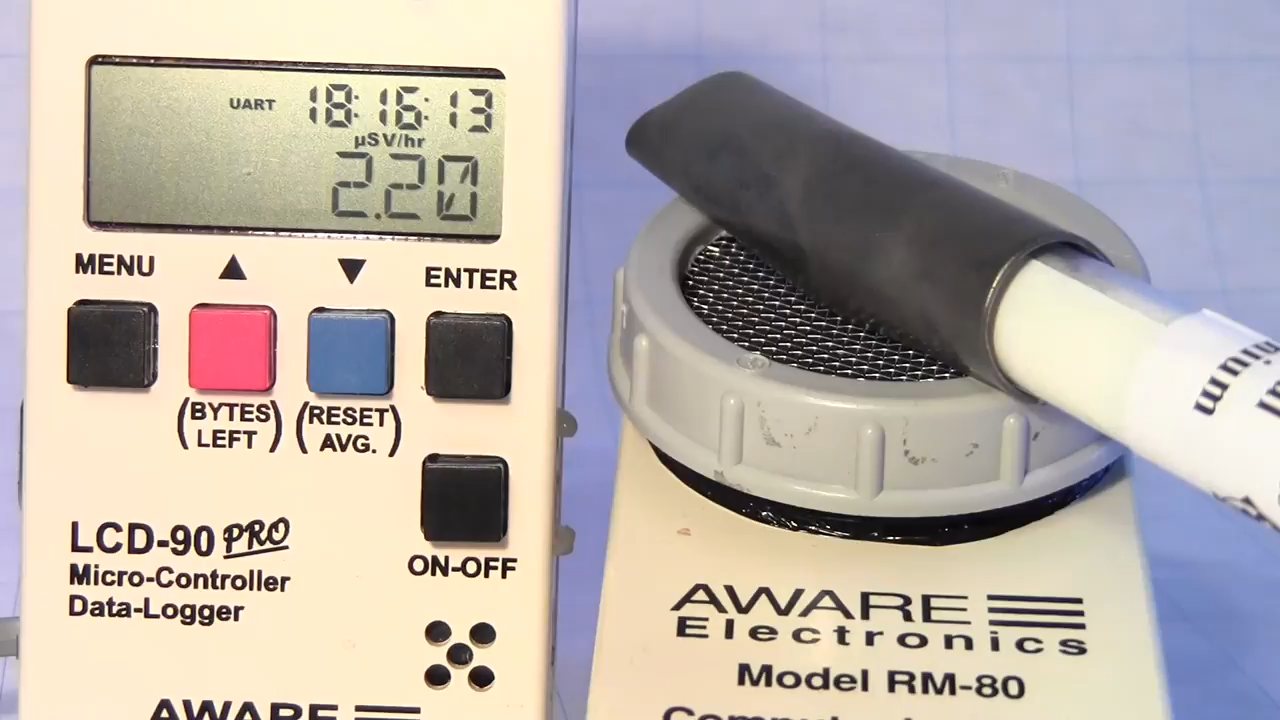 UART 18:16:13
µSV/hr
2.20
MENU ▲ ▼ ENTER
(BYTES LEFT) (RESET AVG.)
ON-OFF
LCD-90 PRO
Micro-Controller
Data-Logger
AWARE
AWARE
Electronics
Model RM-80